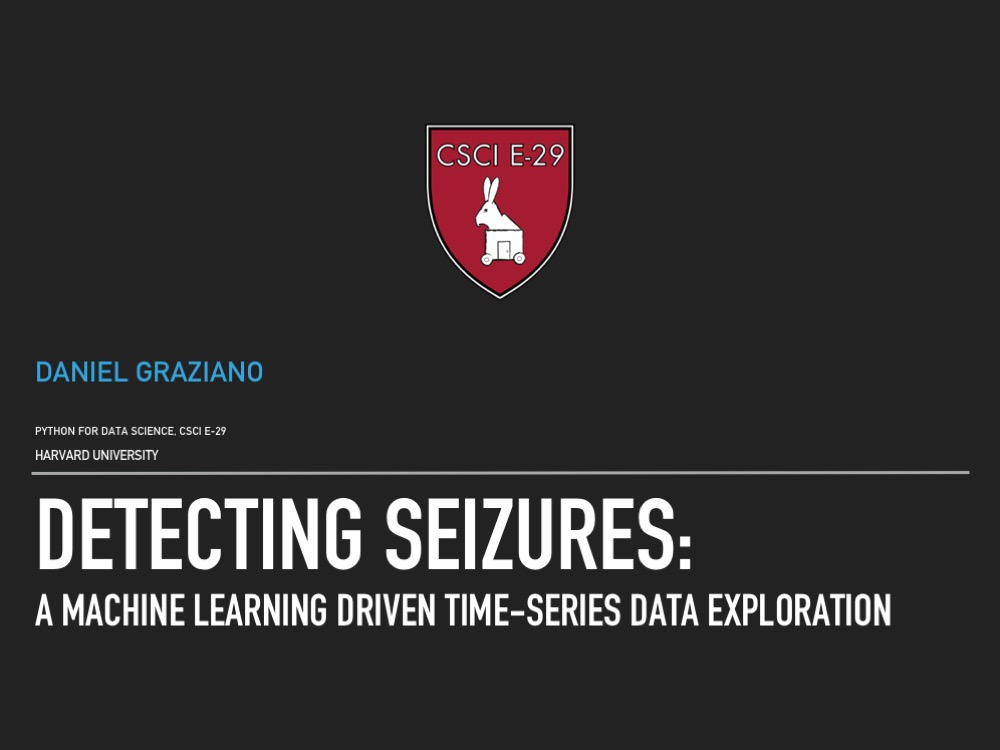 CSCI E-29
DANIEL GRAZIANO
PYTHON FOR DATA SCIENCE, CSCI E-29
HARVARD UNIVERSITY
DETECTING SEIZURES:
A MACHINE LEARNING DRIVEN TIME-SERIES DATA EXPLORATION